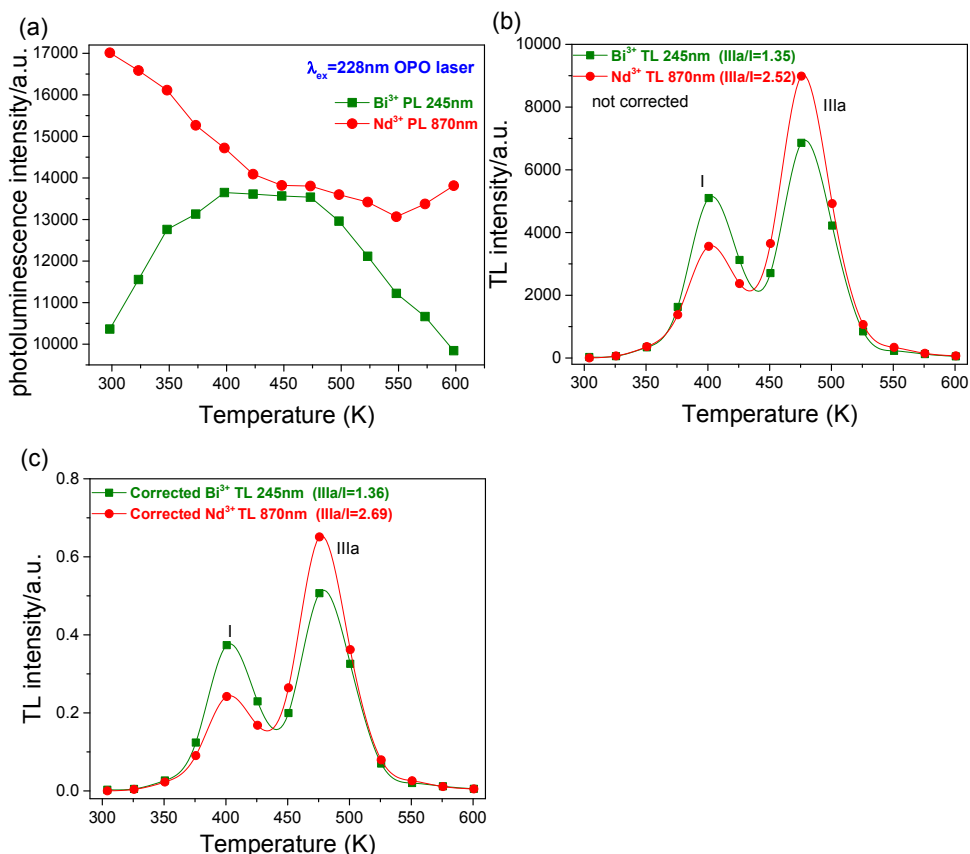 (a)
17000
16000
15000
14000
13000
12000
11000
10000
photoluminescence intensity/a.u.
λex=228nm OPO laser
Bi³⁺ PL 245nm
Nd³⁺ PL 870nm
300 350 400 450 500 550 600
Temperature (K)
(b)
10000
8000
6000
4000
2000
0
TL intensity/a.u.
Bi³⁺ TL 245nm (IIIa/I=1.35)
Nd³⁺ TL 870nm (IIIa/I=2.52)
not corrected
IIIa
I
300 350 400 450 500 550 600
Temperature (K)
(c)
0.8
0.6
0.4
0.2
0.0
TL intensity/a.u.
Corrected Bi³⁺ TL 245nm (IIIa/I=1.36)
Corrected Nd³⁺ TL 870nm (IIIa/I=2.69)
IIIa
I
300 350 400 450 500 550 600
Temperature (K)